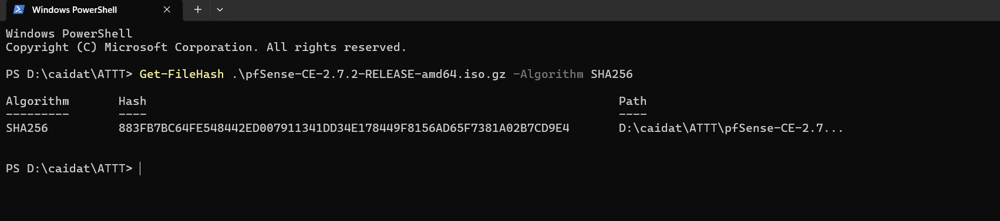 Windows PowerShell
Windows PowerShell
Copyright (C) Microsoft Corporation. All rights reserved.
PS D:\caidat\ATTT> Get-FileHash .\pfSense-CE-2.7.2-RELEASE-amd64.iso.gz -Algorithm SHA256
Algorithm       Hash                                                                   Path
---------       ----                                                                   ----
SHA256          883FB7BC64FE548442ED007911341DD34E178449F8156AD65F7381A02B7CD9E4       D:\caidat\ATTT\pfSense-CE-2.7...
PS D:\caidat\ATTT>